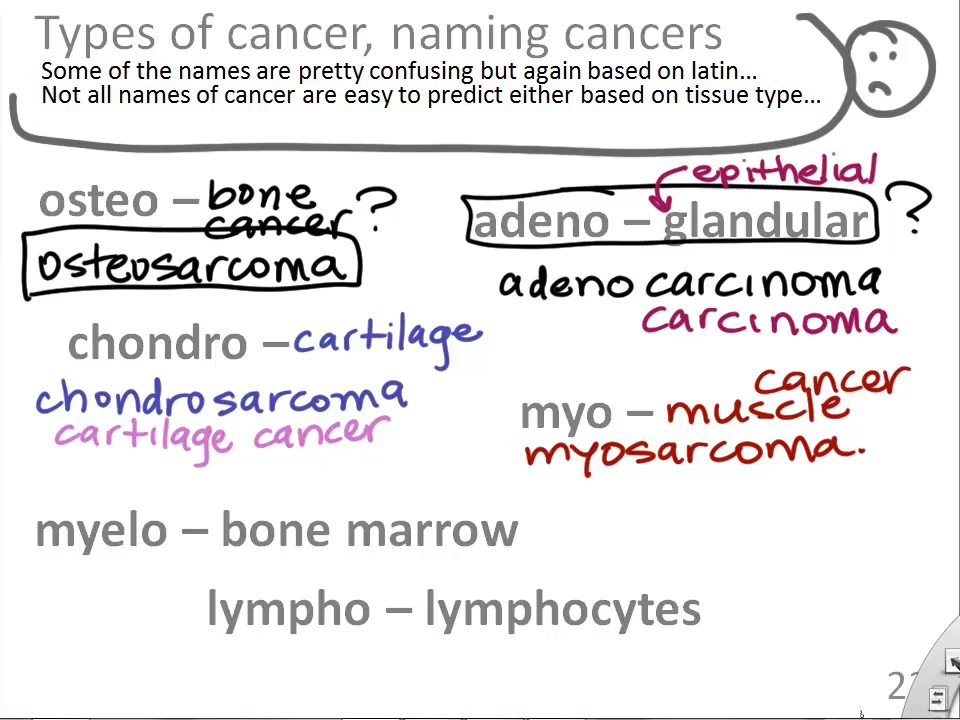 Types of cancer, naming cancers
Some of the names are pretty confusing but again based on latin...
Not all names of cancer are easy to predict either based on tissue type...
osteo – bone
cancer ?
osteosarcoma
epithelial
adeno – glandular ?
adenocarcinoma
carcinoma
chondro – cartilage
chondrosarcoma
cartilage cancer
cancer
myo – muscle
myosarcoma.
myelo – bone marrow
lympho – lymphocytes